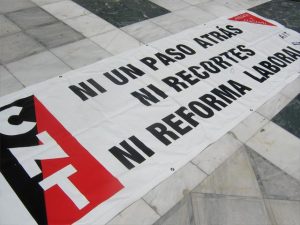 CNT
NI UN PASO ATRÁS
NI RECORTES
NI REFORMA LABORAL
A.I.T.